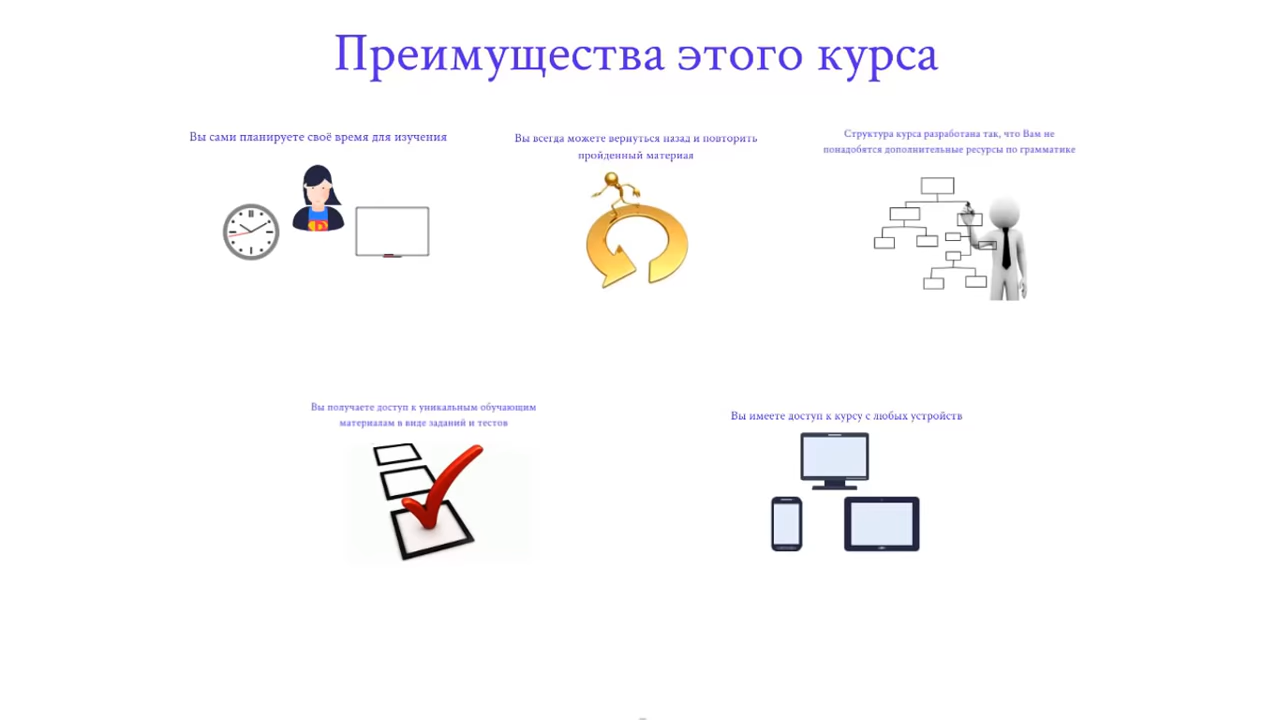 Преимущества этого курса
Вы сами планируете своё время для изучения
Вы всегда можете вернуться назад и повторить
пройденный материал
Структура курса разработана так, что Вам не
понадобятся дополнительные ресурсы по грамматике
Вы получаете доступ к уникальным обучающим
материалам в виде заданий и тестов
Вы имеете доступ к курсу с любых устройств